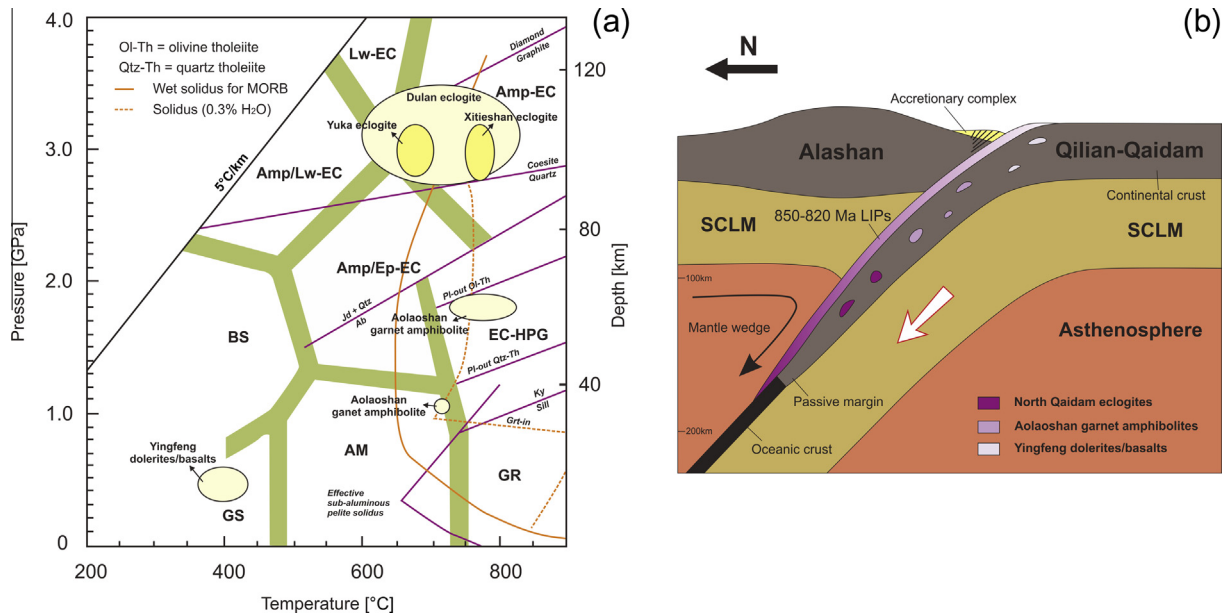 (a)
4.0
3.0
2.0
1.0
0
Pressure [GPa]
Ol-Th = olivine tholeiite
Qtz-Th = quartz tholeiite
Wet solidus for MORB
Solidus (0.3% H₂O)
Lw-EC
Diamond
Graphite
Amp-EC
Dulan eclogite
Yuka eclogite
Xitieshan eclogite
5°C/km
Amp/Lw-EC
Coesite
Quartz
Amp/Ep-EC
Jd + Qtz
Ab
Pl-out Ol-Th
Aolaoshan
garnet amphibolite
BS
EC-HPG
Pl-out Qtz-Th
Aolaoshan
ganet amphibolite
Ky
Sill
Grt-in
Yingfeng
dolerites/basalts
AM
GR
Effective
sub-aluminous
pelite solidus
GS
120
80
40
Depth [km]
200
400
600
800
Temperature [°C]
(b)
N
Accretionary complex
Alashan
Qilian-Qaidam
Continental crust
850-820 Ma LIPs
SCLM
SCLM
100km
Mantle wedge
Asthenosphere
Passive margin
200km
Oceanic crust
North Qaidam eclogites
Aolaoshan garnet amphibolites
Yingfeng dolerites/basalts